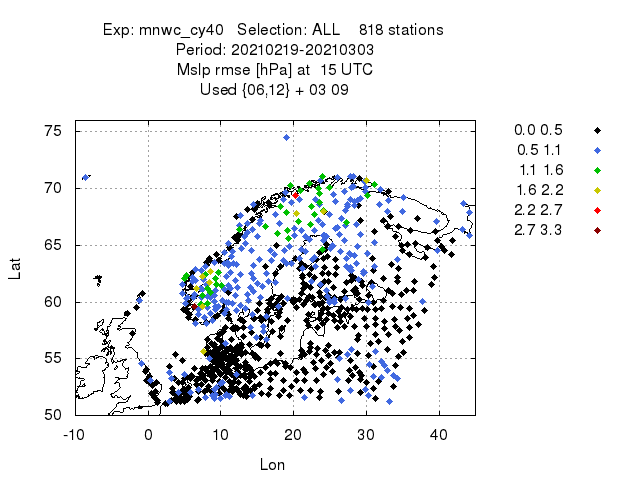 Exp: mnwc_cy40   Selection: ALL    818 stations
Period: 20210219-20210303
Mslp rmse [hPa] at  15 UTC
Used {06,12} + 03 09
0.0 0.5
0.5 1.1
1.1 1.6
1.6 2.2
2.2 2.7
2.7 3.3
75
70
65
60
55
50
Lat
-10 0 10 20 30 40
Lon